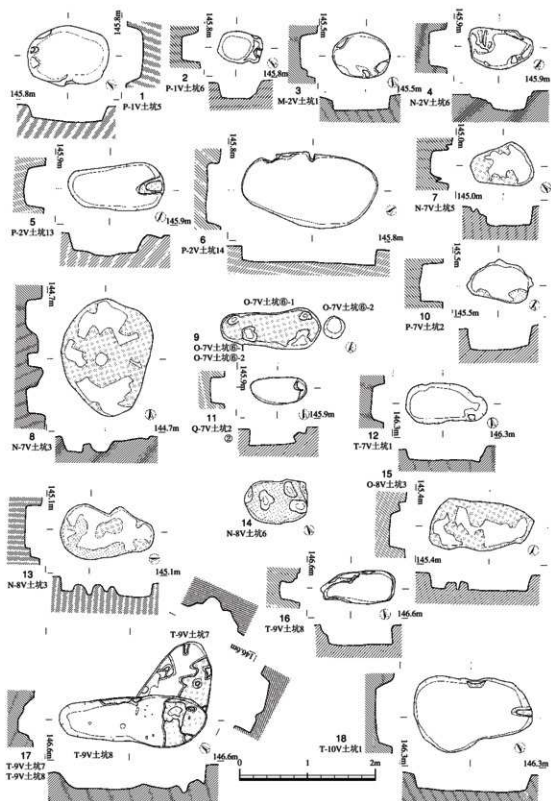 145.8m
145.8m
1
P-1V土坑5
145.8m
2
P-1V土坑6
145.8m
145.5m
3
M-2V土坑1
145.5m
145.9m
4
N-2V土坑6
145.9m
145.9m
5
P-2V土坑13
145.9m
145.8m
6
P-2V土坑14
145.8m
145.0m
7
N-7V土坑5
145.0m
144.7m
8
N-7V土坑3
144.7m
O-7V土坑⑥-1
O-7V土坑⑥-2
9
O-7V土坑⑥-1
O-7V土坑⑥-2
145.5m
10
P-7V土坑2
145.5m
145.9m
11
Q-7V土坑2
②
145.9m
12
T-7V土坑1
146.3m
146.3m
145.1m
13
N-8V土坑3
145.1m
14
N-8V土坑6
15
O-8V土坑3
145.4m
145.4m
146.6m
16
T-9V土坑8
146.6m
T-9V土坑7
146.6m
17
T-9V土坑7
T-9V土坑8
146.6m
T-9V土坑8
146.6m
18
T-10V土坑1
146.3m
146.3m
0
1
2m